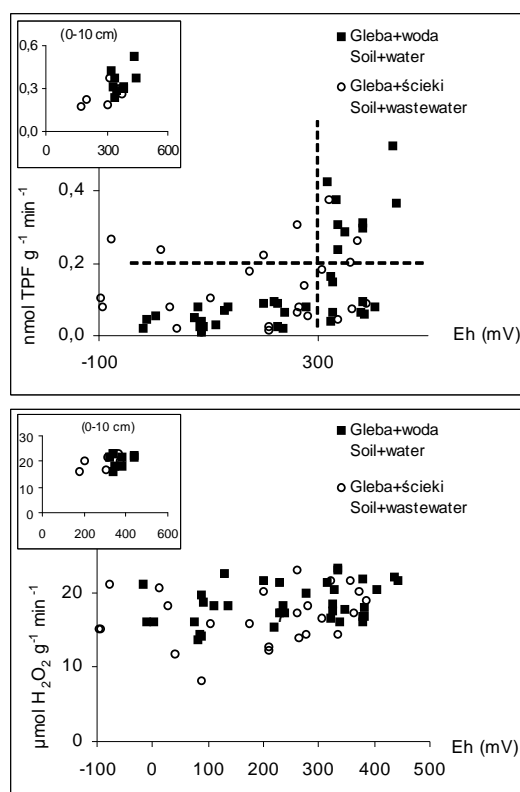 (0-10 cm)
0,6
0,3
0,0
0 300 600
Gleba+woda
Soil+water
Gleba+ścieki
Soil+wastewater
nmol TPF g⁻¹ min⁻¹
0,4
0,2
0,0
-100 300
Eh (mV)
(0-10 cm)
30
20
10
0
0 200 400 600
Gleba+woda
Soil+water
Gleba+ścieki
Soil+wastewater
µmol H₂O₂ g⁻¹ min⁻¹
20
10
0
-100 0 100 200 300 400 500
Eh (mV)